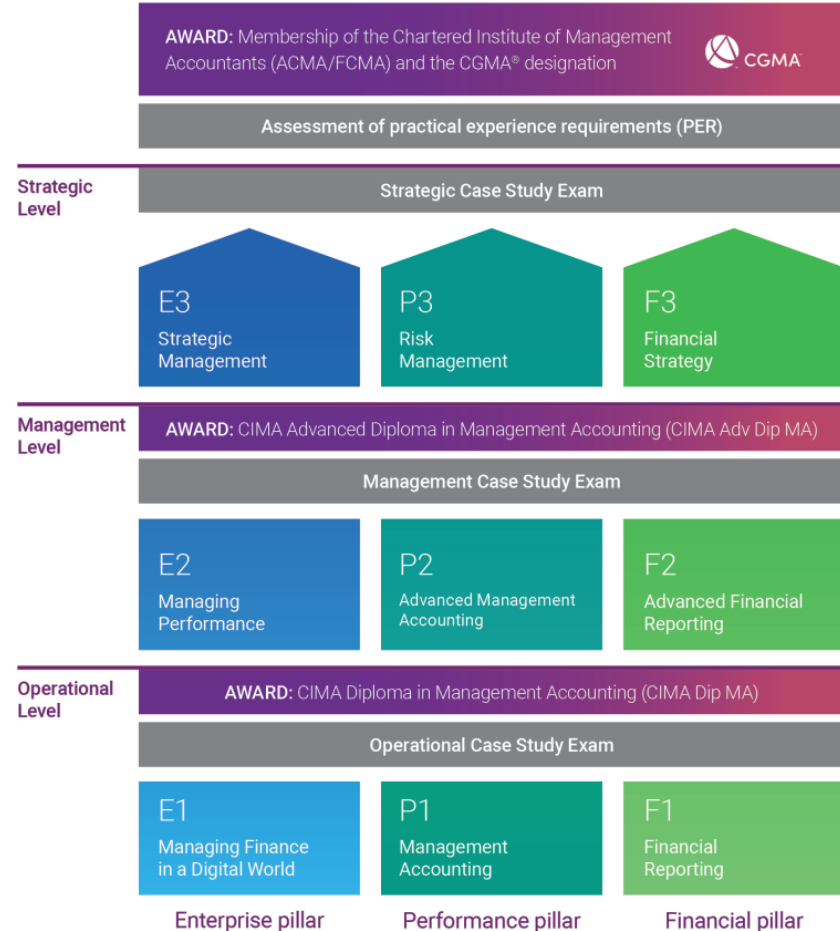 AWARD: Membership of the Chartered Institute of Management
Accountants (ACMA/FCMA) and the CGMA® designation
CGMA
Assessment of practical experience requirements (PER)
Strategic
Level
Strategic Case Study Exam
E3
Strategic
Management
P3
Risk
Management
F3
Financial
Strategy
Management
Level
AWARD: CIMA Advanced Diploma in Management Accounting (CIMA Adv Dip MA)
Management Case Study Exam
E2
Managing
Performance
P2
Advanced Management
Accounting
F2
Advanced Financial
Reporting
Operational
Level
AWARD: CIMA Diploma in Management Accounting (CIMA Dip MA)
Operational Case Study Exam
E1
Managing Finance
in a Digital World
P1
Management
Accounting
F1
Financial
Reporting
Enterprise pillar
Performance pillar
Financial pillar